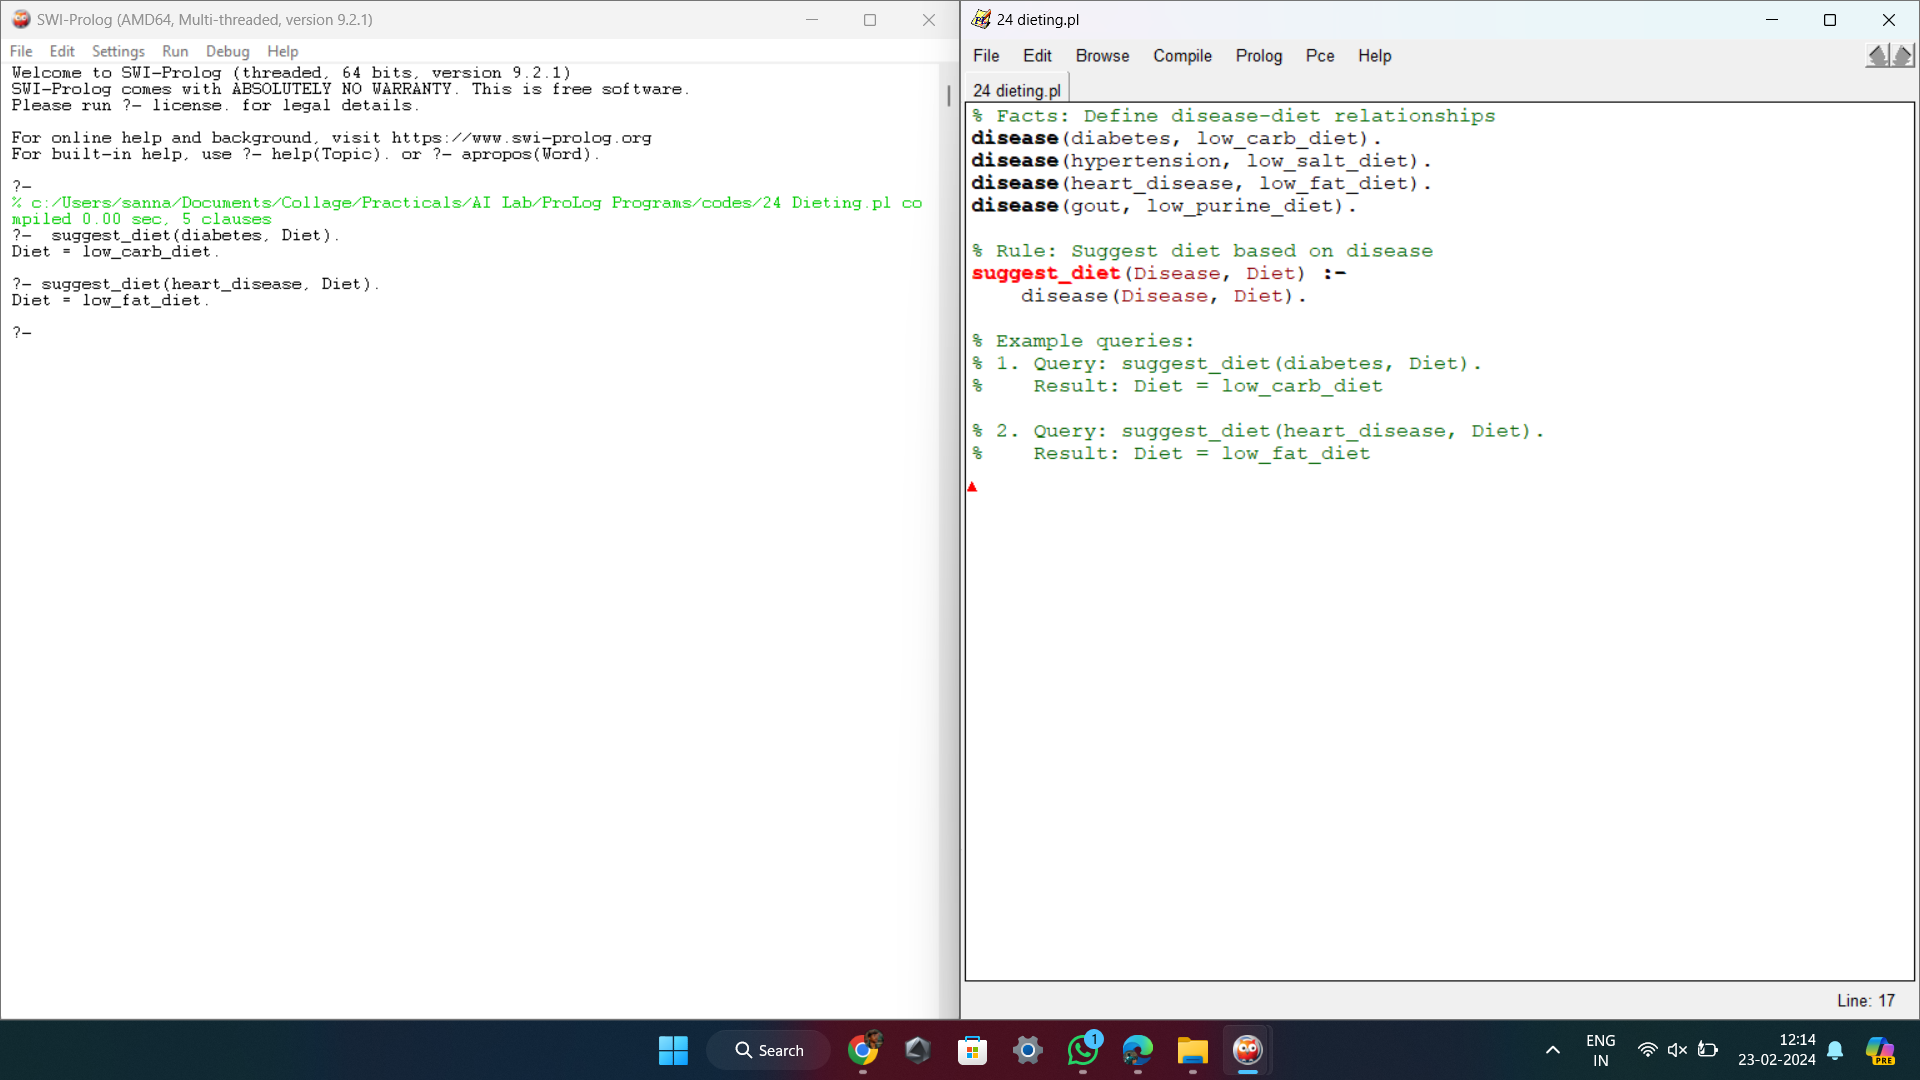 SWI-Prolog (AMD64, Multi-threaded, version 9.2.1)
File Edit Settings Run Debug Help
Welcome to SWI-Prolog (threaded, 64 bits, version 9.2.1)
SWI-Prolog comes with ABSOLUTELY NO WARRANTY. This is free software.
Please run ?- license. for legal details.
For online help and background, visit https://www.swi-prolog.org
For built-in help, use ?- help(Topic). or ?- apropos(Word).
?-
% c:/Users/sanna/Documents/Collage/Practicals/AI Lab/ProLog Programs/codes/24 Dieting.pl co
mpiled 0.00 sec, 5 clauses
?-  suggest_diet(diabetes, Diet).
Diet = low_carb_diet.
?- suggest_diet(heart_disease, Diet).
Diet = low_fat_diet.
?-
24 dieting.pl
File Edit Browse Compile Prolog Pce Help
24 dieting.pl
% Facts: Define disease-diet relationships
disease(diabetes, low_carb_diet).
disease(hypertension, low_salt_diet).
disease(heart_disease, low_fat_diet).
disease(gout, low_purine_diet).
% Rule: Suggest diet based on disease
suggest_diet(Disease, Diet) :-
    disease(Disease, Diet).
% Example queries:
% 1. Query: suggest_diet(diabetes, Diet).
%    Result: Diet = low_carb_diet
% 2. Query: suggest_diet(heart_disease, Diet).
%    Result: Diet = low_fat_diet
Line: 17
Search
1
ENG
IN
12:14
23-02-2024
PRE